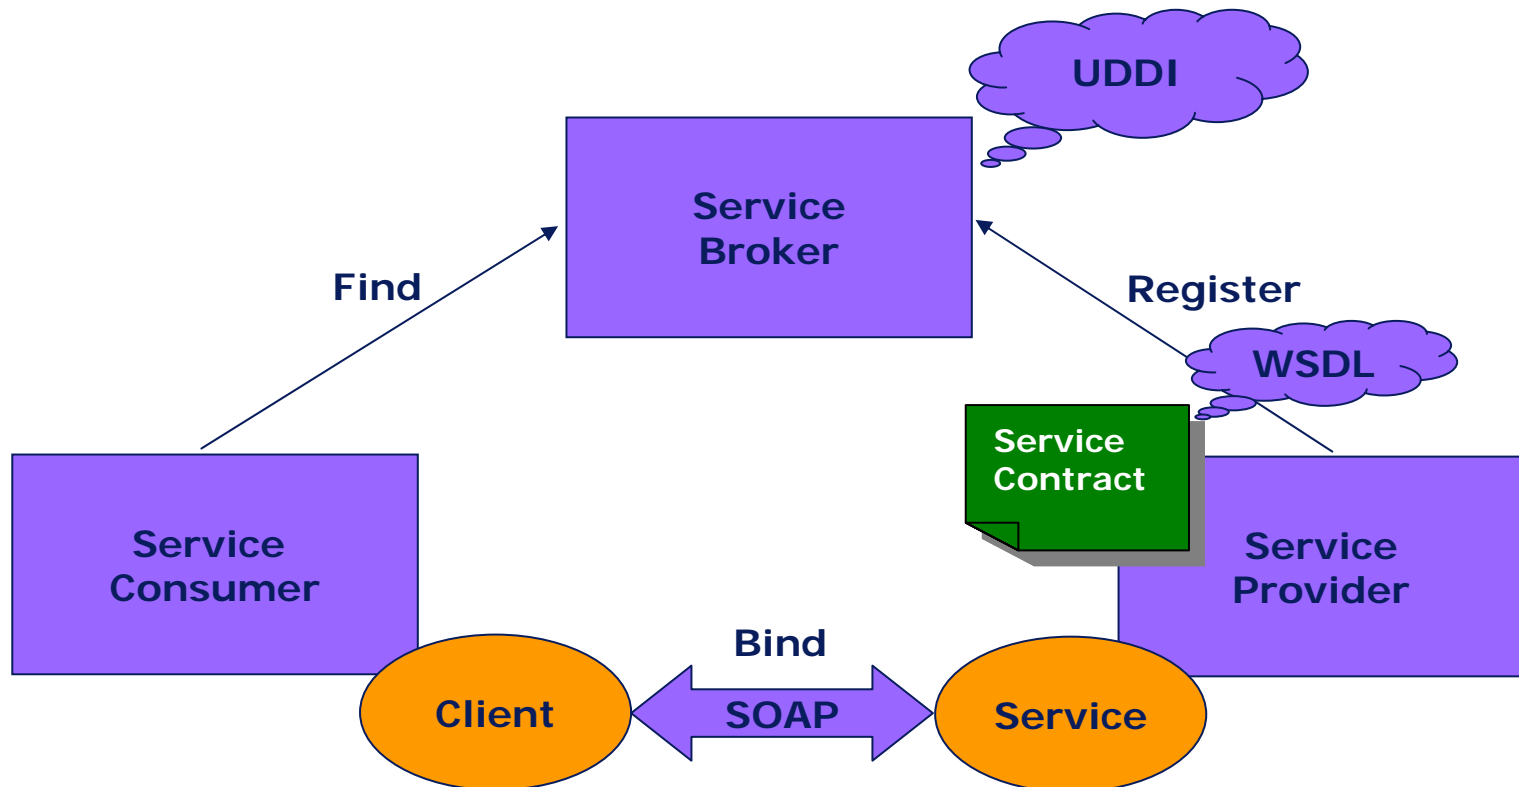 UDDI
Service
Broker
Find
Register
WSDL
Service
Contract
Service
Consumer
Service
Provider
Bind
Client
SOAP
Service